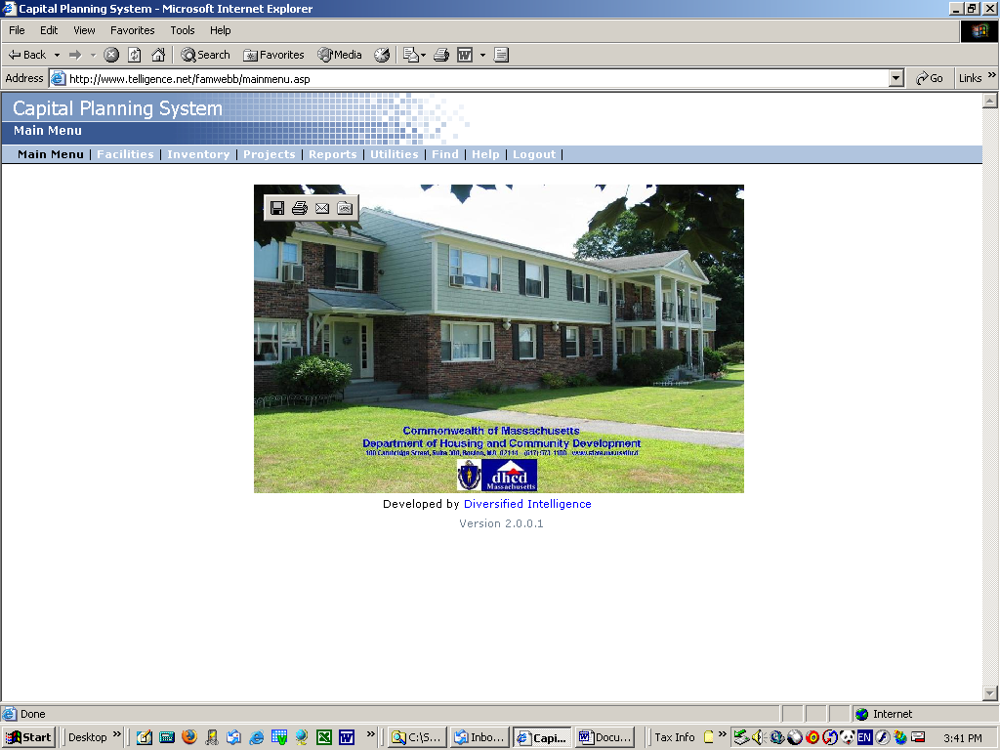 Capital Planning System - Microsoft Internet Explorer
File Edit View Favorites Tools Help
Back Search Favorites Media
Address http://www.telligence.net/famwebb/mainmenu.asp Go Links »
Capital Planning System
Main Menu
Main Menu | Facilities | Inventory | Projects | Reports | Utilities | Find | Help | Logout |
Commonwealth of Massachusetts
Department of Housing and Community Development
100 Cambridge Street, Suite 300, Boston, MA 02114
dhcd
Massachusetts
Developed by Diversified Intelligence
Version 2.0.0.1
Done Internet
Start Desktop » » C:\S... Inbo... Capi... Docu... Tax Info » EN 3:41 PM